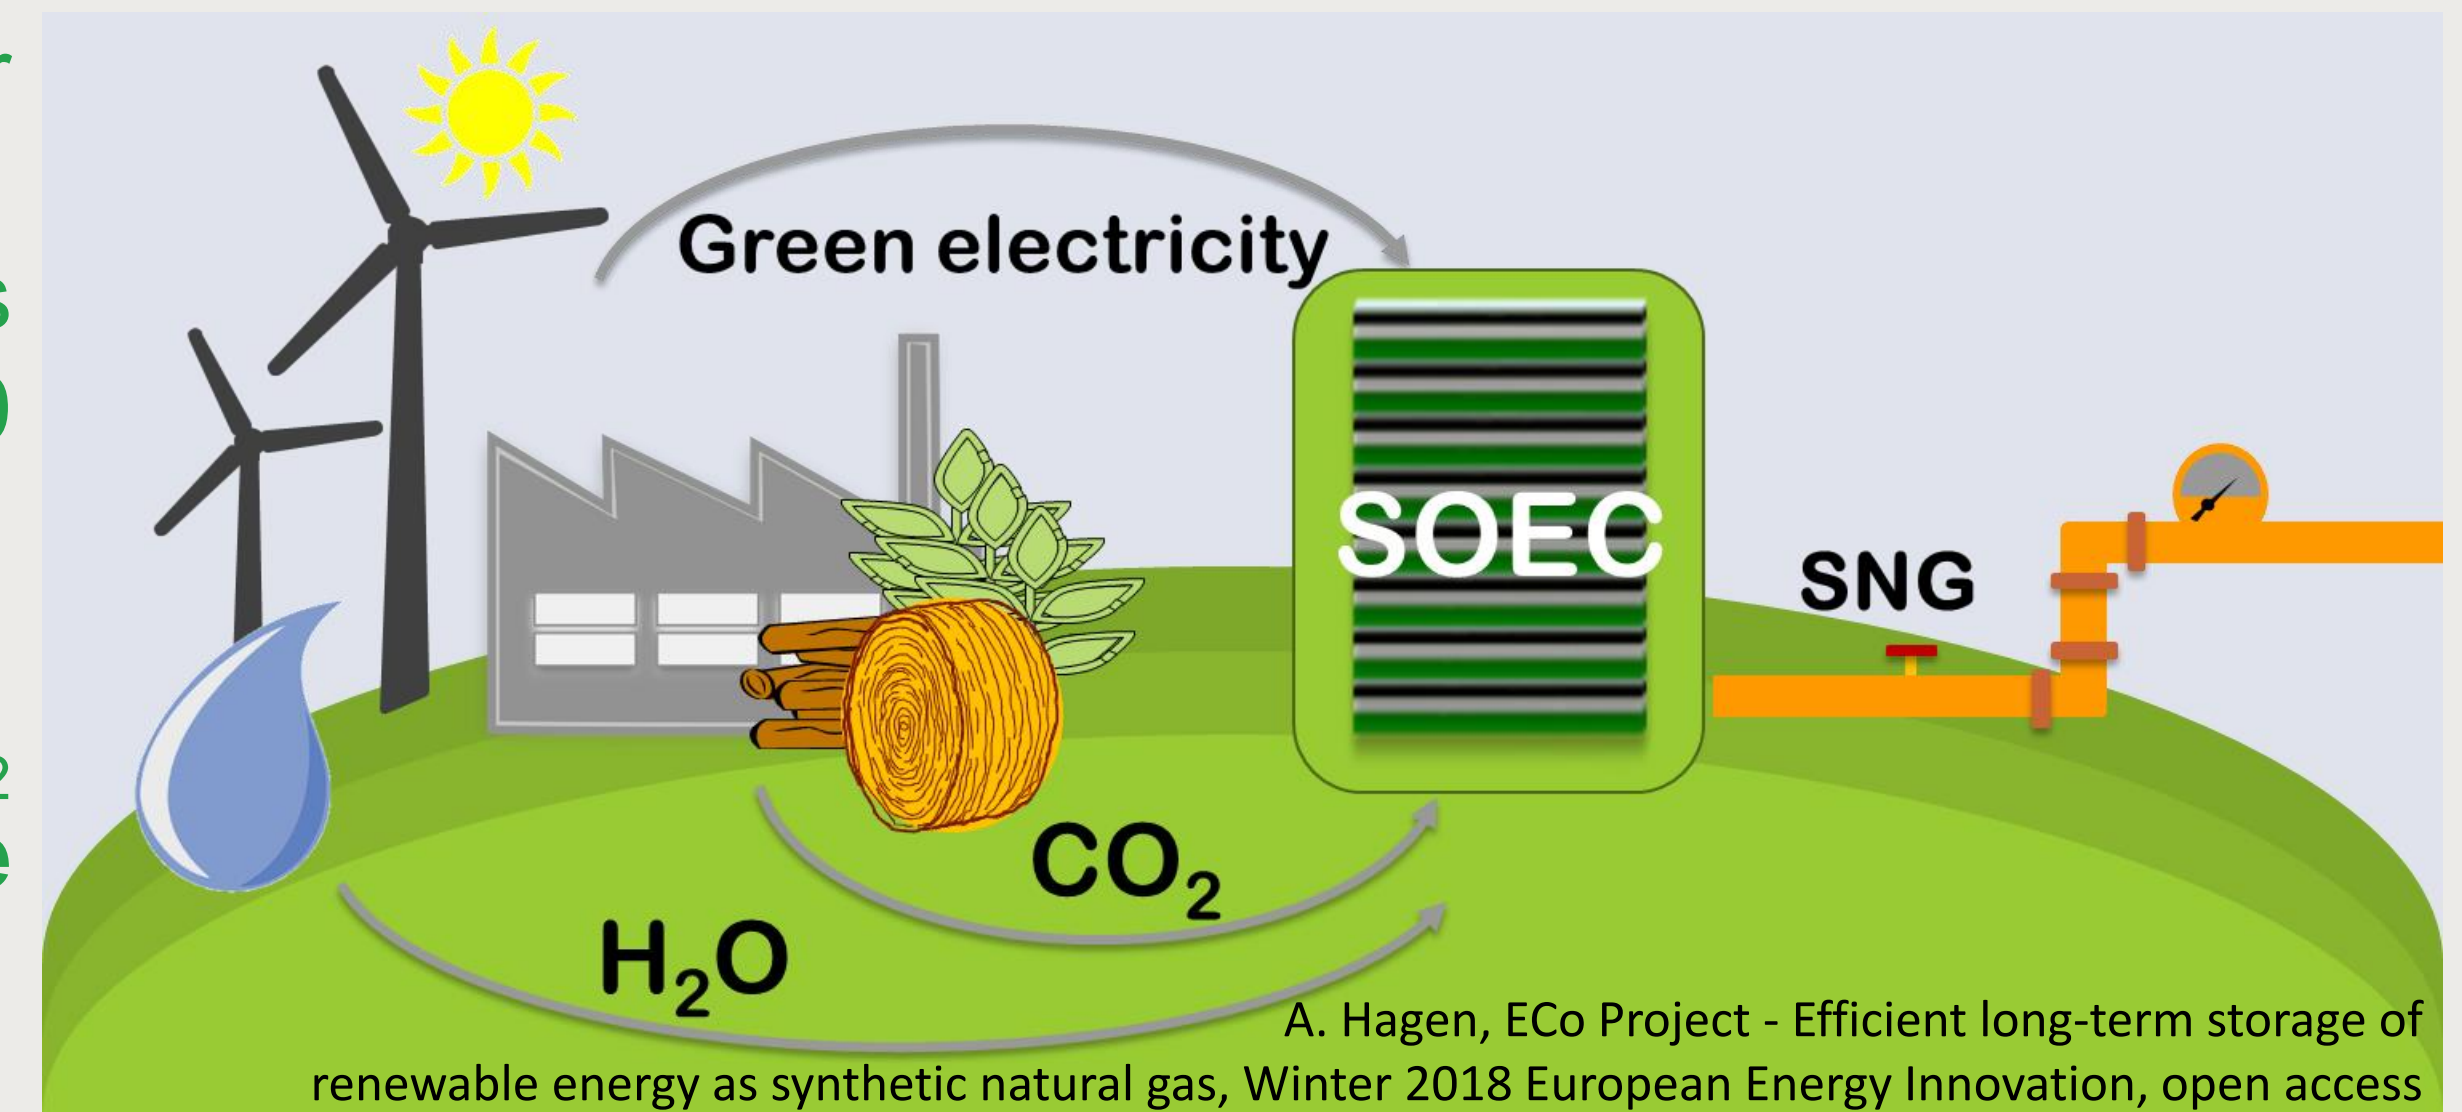 Green electricity
SOEC
SNG
CO₂
H₂O
A. Hagen, ECo Project - Efficient long-term storage of
renewable energy as synthetic natural gas, Winter 2018 European Energy Innovation, open access